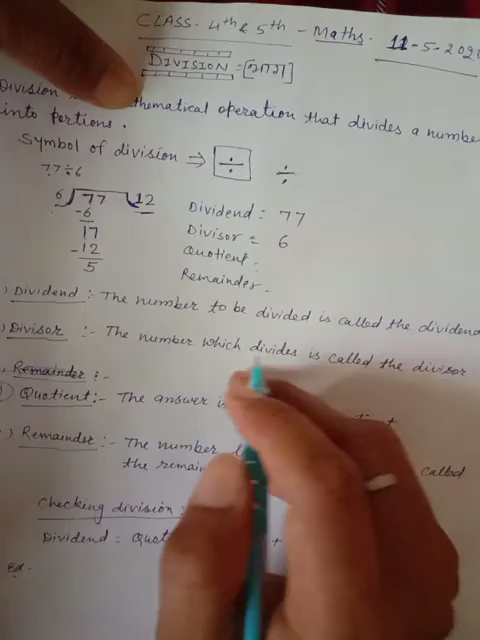 CLASS - 4th & 5th - Maths. 11-5-2020
DIVISION = [भाग]
Division thematical operation that divides a number
into portions.
Symbol of division ⇒ ÷ ÷
77÷6
6 77 12
-6
17
-12
5
Dividend = 77
Divisor = 6
Quotient =
Remainder =
) Dividend :- The number to be divided is called the dividend
) Divisor :- The number which divides is called the divisor
Remainder :-
) Quotient :- The answer is
) Remainder :- The number called
the remain
Checking division :
Dividend = Quot +
Ex.